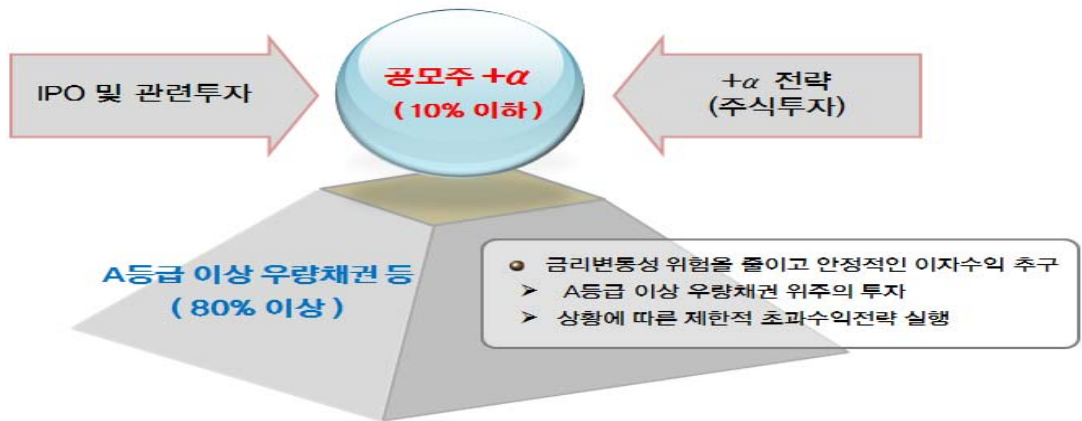 IPO 및 관련투자
공모주 +α
( 10% 이하 )
+α 전략
(주식투자)
A등급 이상 우량채권 등
( 80% 이상 )
금리변동성 위험을 줄이고 안정적인 이자수익 추구
➤ A등급 이상 우량채권 위주의 투자
➤ 상황에 따른 제한적 초과수익전략 실행